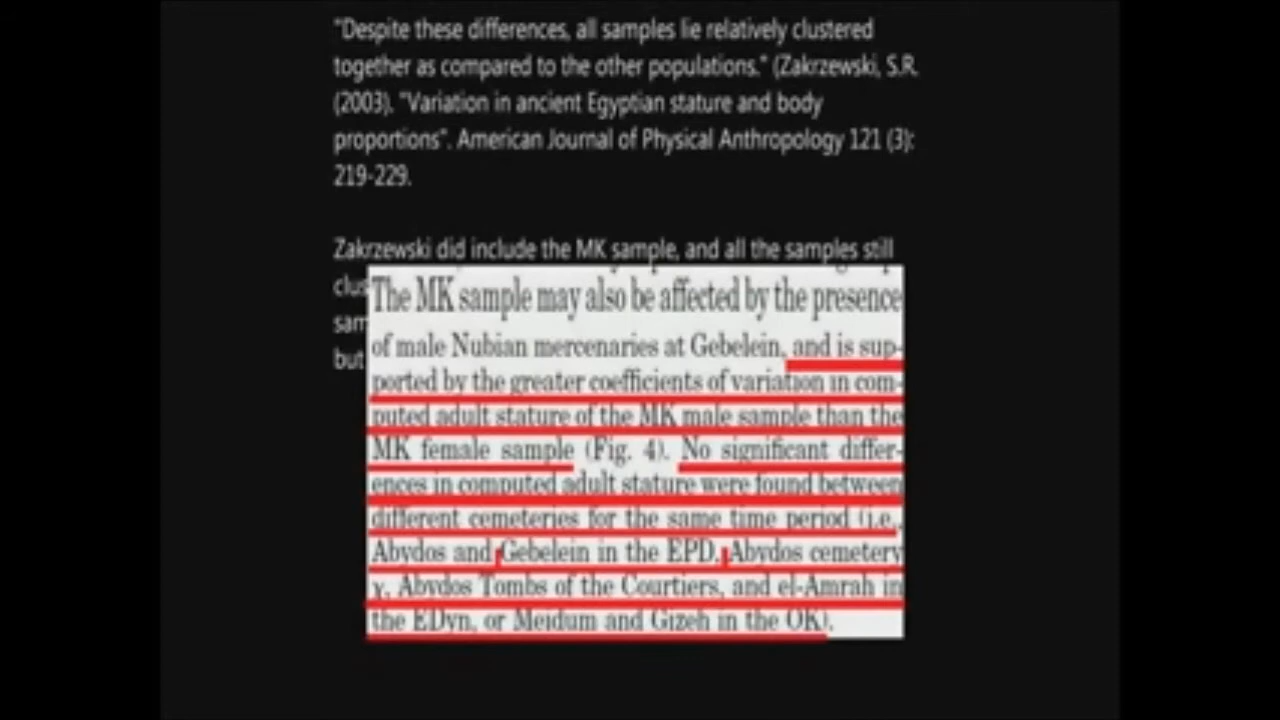 "Despite these differences, all samples lie relatively clustered
together as compared to the other populations." (Zakrzewski, S.R.
(2003). "Variation in ancient Egyptian stature and body
proportions". American Journal of Physical Anthropology 121 (3):
219-229.
Zakrzewski did include the MK sample, and all the samples still
The MK sample may also be affected by the presence
of male Nubian mercenaries at Gebelein, and is sup-
ported by the greater coefficients of variation in com-
puted adult stature of the MK male sample than the
MK female sample (Fig. 4). No significant differ-
ences in computed adult stature were found between
different cemeteries for the same time period (i.e.,
Abydos and Gebelein in the EPD, Abydos cemetery
χ, Abydos Tombs of the Courtiers, and el-Amrah in
the EDyn, or Meidum and Gizeh in the OK).
but